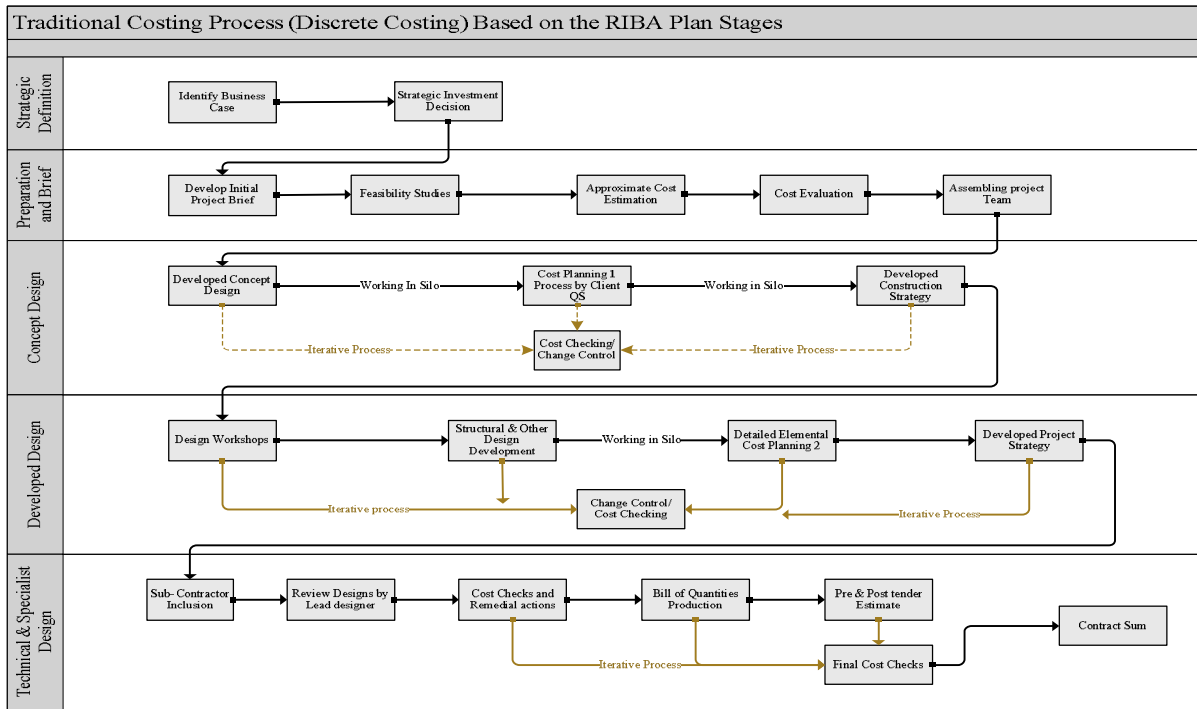 Traditional Costing Process (Discrete Costing) Based on the RIBA Plan Stages
Strategic
Definition
Identify Business
Case
Strategic Investment
Decision
Preparation
and Brief
Develop Initial
Project Brief
Feasibility Studies
Approximate Cost
Estimation
Cost Evaluation
Assembling project
Team
Concept Design
Developed Concept
Design
Working In Silo
Cost Planning 1
Process by Client
QS
Working in Silo
Developed
Construction
Strategy
Iterative Process
Cost Checking/
Change Control
Iterative Process
Developed Design
Design Workshops
Structural & Other
Design
Development
Working in Silo
Detailed Elemental
Cost Planning 2
Developed Project
Strategy
Iterative process
Change Control/
Cost Checking
Iterative Process
Technical & Specialist
Design
Sub- Contractor
Inclusion
Review Designs by
Lead designer
Cost Checks and
Remedial actions
Bill of Quantities
Production
Pre & Post tender
Estimate
Contract Sum
Iterative Process
Final Cost Checks